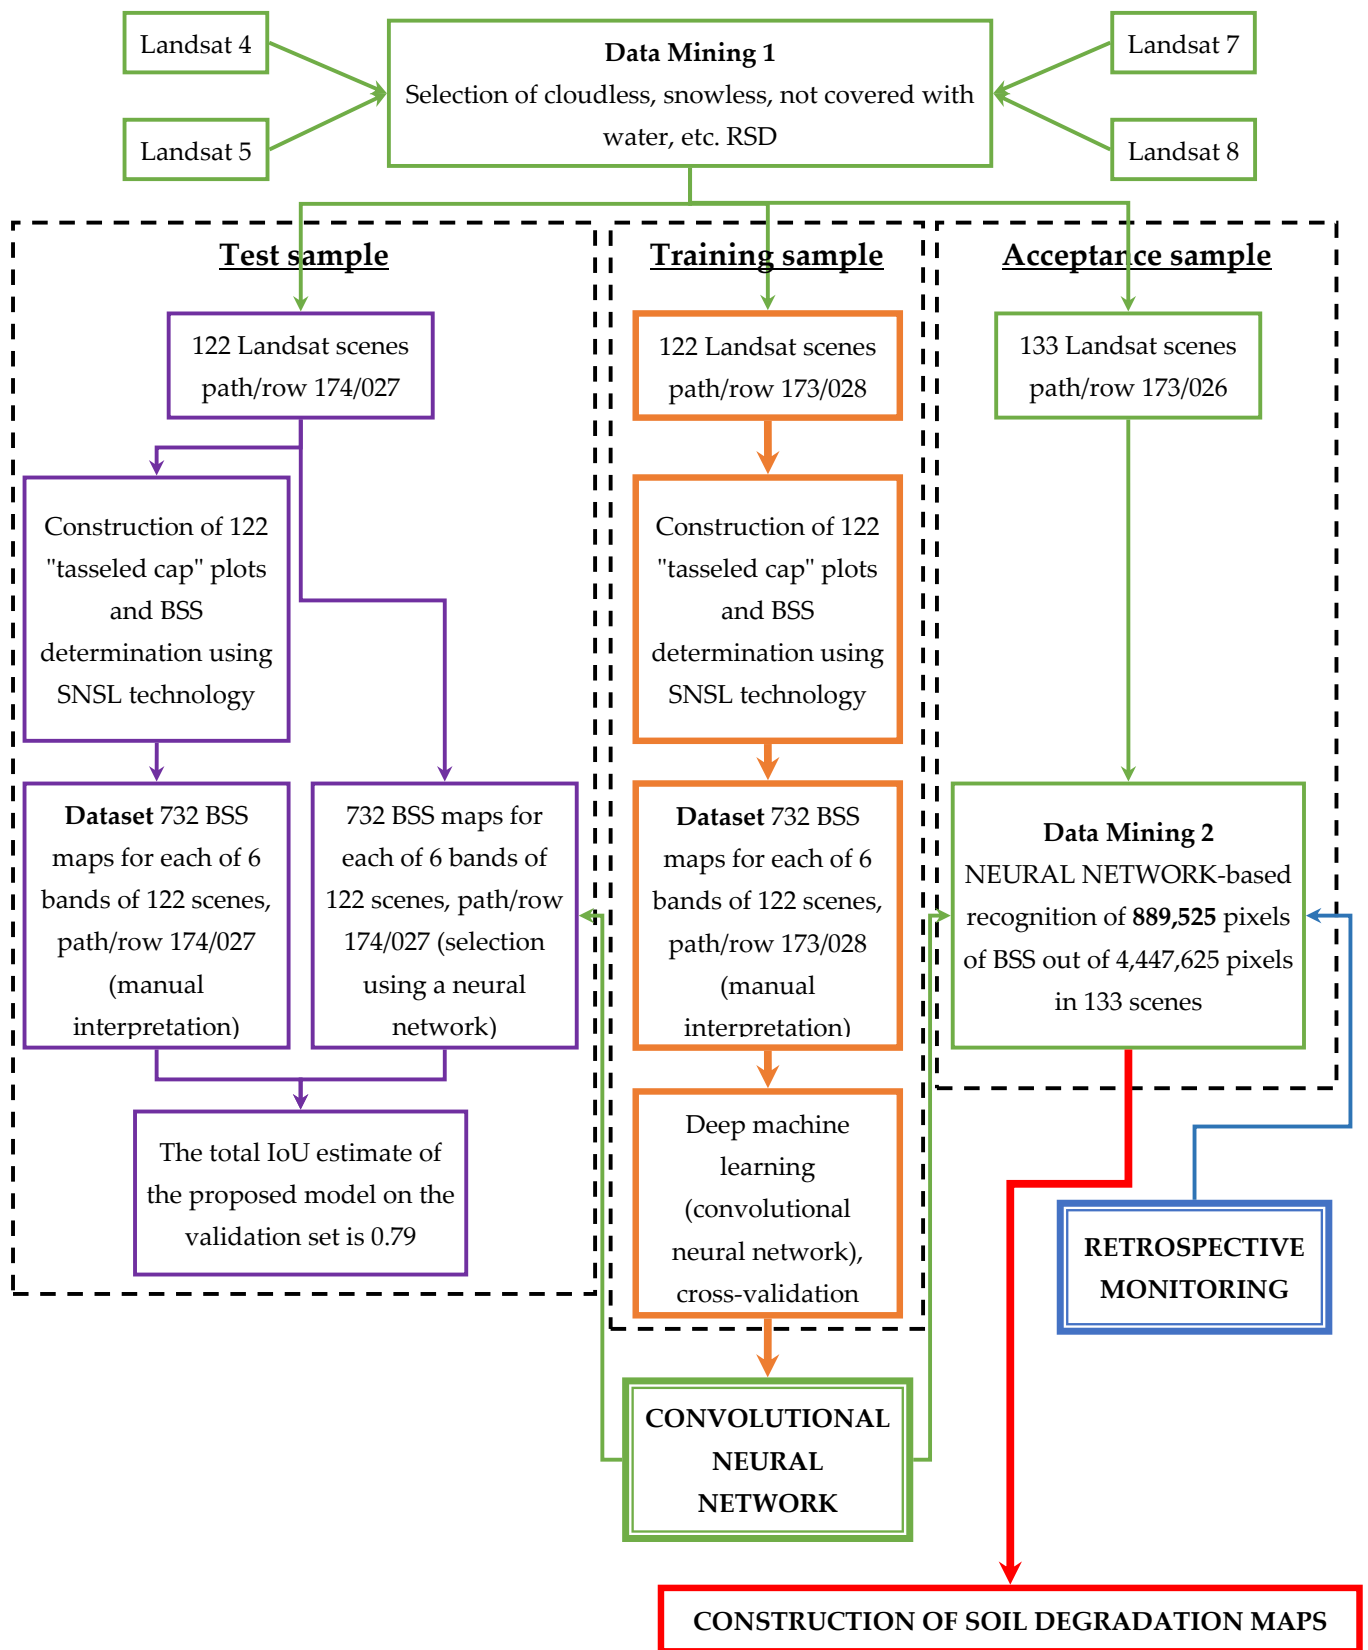 Landsat 4
Landsat 5
Data Mining 1
Selection of cloudless, snowless, not covered with
water, etc. RSD
Landsat 7
Landsat 8
Test sample
122 Landsat scenes
path/row 174/027
Construction of 122
"tasseled cap" plots
and BSS
determination using
SNSL technology
Dataset 732 BSS
maps for each of 6
bands of 122 scenes,
path/row 174/027
(manual
interpretation)
732 BSS maps for
each of 6 bands of
122 scenes, path/row
174/027 (selection
using a neural
network)
The total IoU estimate of
the proposed model on the
validation set is 0.79
Training sample
122 Landsat scenes
path/row 173/028
Construction of 122
"tasseled cap" plots
and BSS
determination using
SNSL technology
Dataset 732 BSS
maps for each of 6
bands of 122 scenes,
path/row 173/028
(manual
interpretation)
Deep machine
learning
(convolutional
neural network),
cross-validation
CONVOLUTIONAL
NEURAL
NETWORK
Acceptance sample
133 Landsat scenes
path/row 173/026
Data Mining 2
NEURAL NETWORK-based
recognition of 889,525 pixels
of BSS out of 4,447,625 pixels
in 133 scenes
RETROSPECTIVE
MONITORING
CONSTRUCTION OF SOIL DEGRADATION MAPS